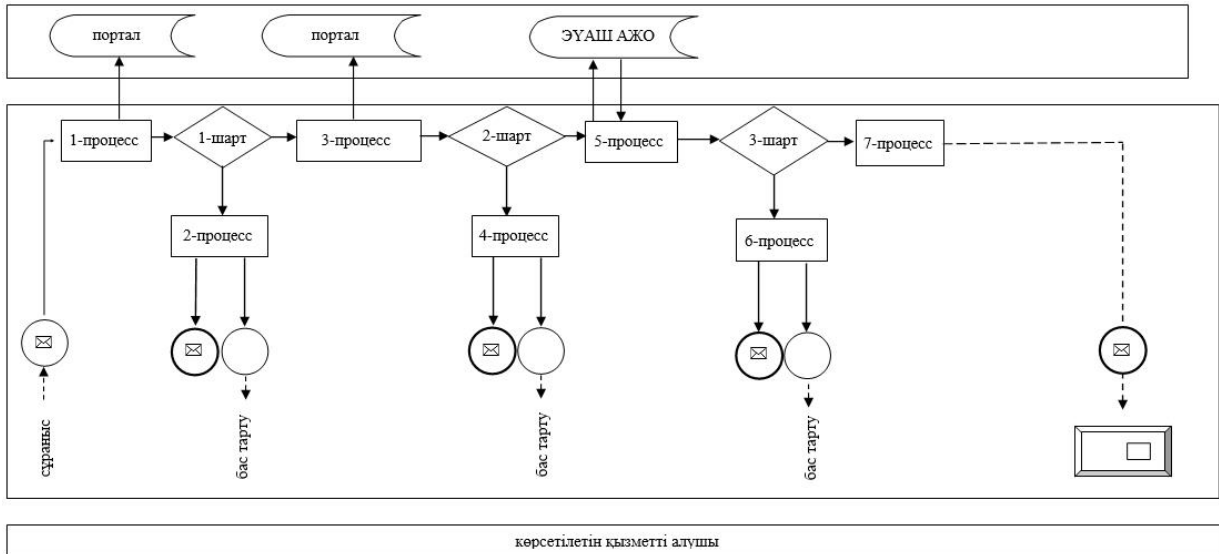 портал
портал
ЭҮАШ АЖО
1-процесс
1-шарт
3-процесс
2-шарт
5-процесс
3-шарт
7-процесс
2-процесс
4-процесс
6-процесс
сұраныс
бас тарту
бас тарту
бас тарту
көрсетілетін қызметті алушы